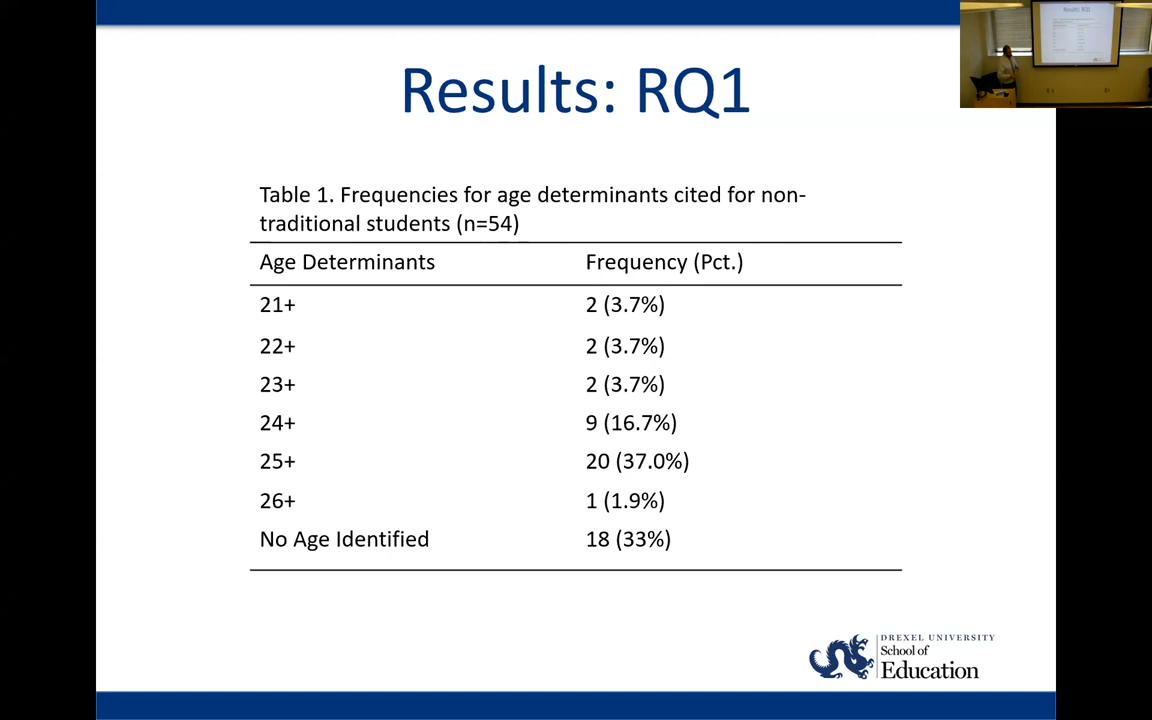 Results: RQ1
Table 1. Frequencies for age determinants cited for non-
traditional students (n=54)
Age Determinants Frequency (Pct.)
21+ 2 (3.7%)
22+ 2 (3.7%)
23+ 2 (3.7%)
24+ 9 (16.7%)
25+ 20 (37.0%)
26+ 1 (1.9%)
No Age Identified 18 (33%)
DREXEL UNIVERSITY
School of
Education
Results: RQ1